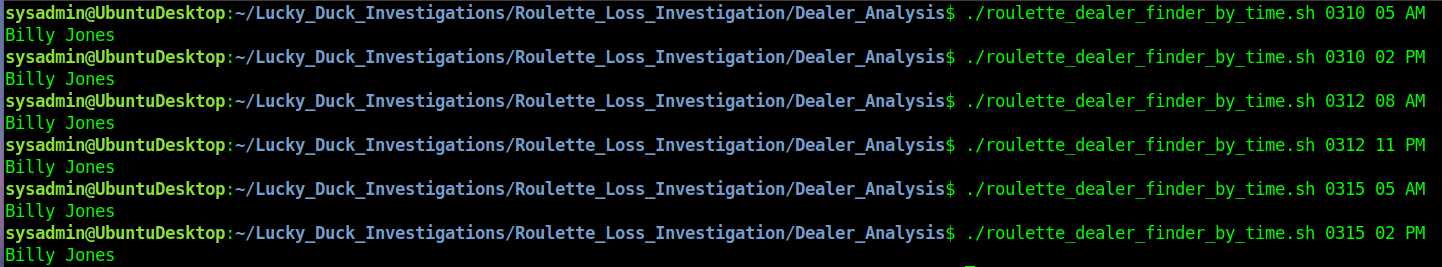 sysadmin@UbuntuDesktop:~/Lucky_Duck_Investigations/Roulette_Loss_Investigation/Dealer_Analysis$ ./roulette_dealer_finder_by_time.sh 0310 05 AM
Billy Jones
sysadmin@UbuntuDesktop:~/Lucky_Duck_Investigations/Roulette_Loss_Investigation/Dealer_Analysis$ ./roulette_dealer_finder_by_time.sh 0310 02 PM
Billy Jones
sysadmin@UbuntuDesktop:~/Lucky_Duck_Investigations/Roulette_Loss_Investigation/Dealer_Analysis$ ./roulette_dealer_finder_by_time.sh 0312 08 AM
Billy Jones
sysadmin@UbuntuDesktop:~/Lucky_Duck_Investigations/Roulette_Loss_Investigation/Dealer_Analysis$ ./roulette_dealer_finder_by_time.sh 0312 11 PM
Billy Jones
sysadmin@UbuntuDesktop:~/Lucky_Duck_Investigations/Roulette_Loss_Investigation/Dealer_Analysis$ ./roulette_dealer_finder_by_time.sh 0315 05 AM
Billy Jones
sysadmin@UbuntuDesktop:~/Lucky_Duck_Investigations/Roulette_Loss_Investigation/Dealer_Analysis$ ./roulette_dealer_finder_by_time.sh 0315 02 PM
Billy Jones